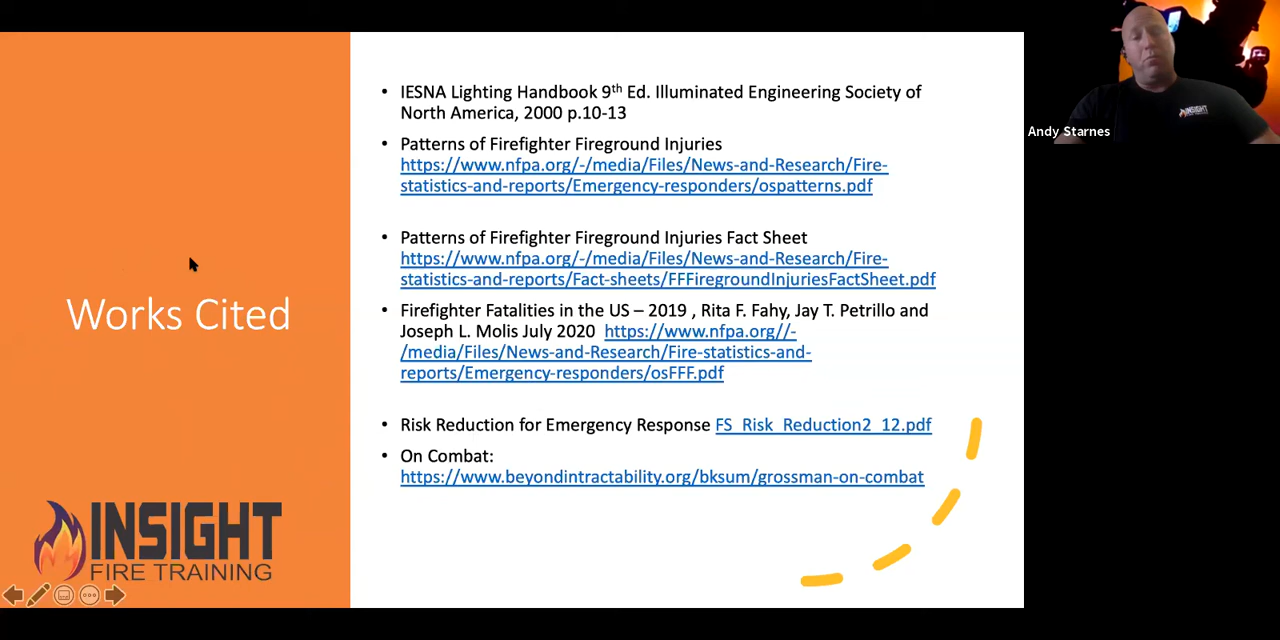 IESNA Lighting Handbook 9th Ed. Illuminated Engineering Society of
North America, 2000 p.10-13
Patterns of Firefighter Fireground Injuries
https://www.nfpa.org/-/media/Files/News-and-Research/Fire-
statistics-and-reports/Emergency-responders/ospatterns.pdf
Patterns of Firefighter Fireground Injuries Fact Sheet
https://www.nfpa.org/-/media/Files/News-and-Research/Fire-
statistics-and-reports/Fact-sheets/FFFiregroundInjuriesFactSheet.pdf
Firefighter Fatalities in the US – 2019 , Rita F. Fahy, Jay T. Petrillo and
Joseph L. Molis July 2020 https://www.nfpa.org//-
/media/Files/News-and-Research/Fire-statistics-and-
reports/Emergency-responders/osFFF.pdf
Risk Reduction for Emergency Response FS_Risk_Reduction2_12.pdf
On Combat:
https://www.beyondintractability.org/bksum/grossman-on-combat
Works Cited
INSIGHT
FIRE TRAINING
Andy Starnes
INSIGHT